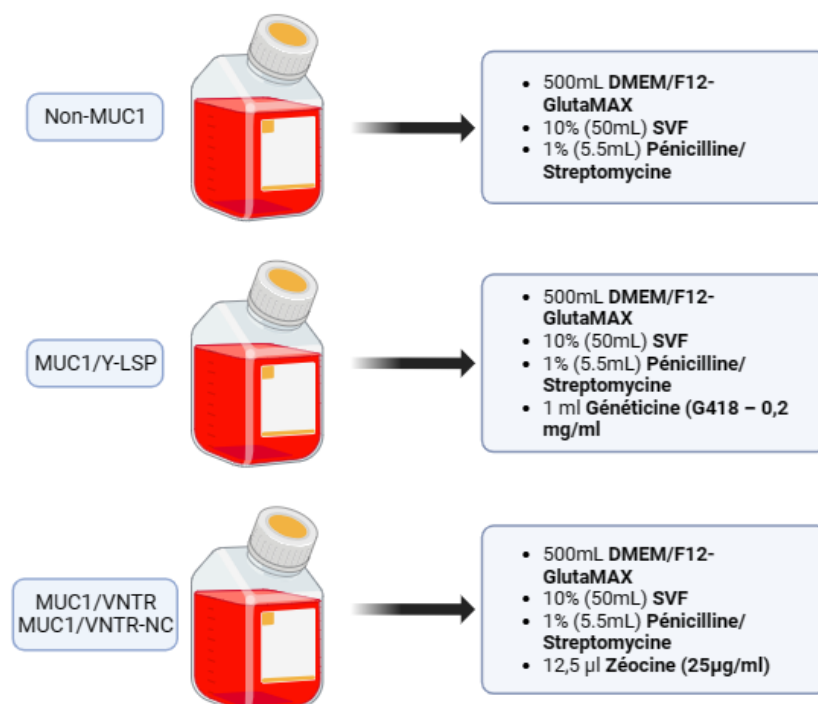 Non-MUC1
• 500mL DMEM/F12-
GlutaMAX
• 10% (50mL) SVF
• 1% (5.5mL) Pénicilline/
Streptomycine
MUC1/Y-LSP
• 500mL DMEM/F12-
GlutaMAX
• 10% (50mL) SVF
• 1% (5.5mL) Pénicilline/
Streptomycine
• 1 ml Généticine (G418 – 0,2
mg/ml
MUC1/VNTR
MUC1/VNTR-NC
• 500mL DMEM/F12-
GlutaMAX
• 10% (50mL) SVF
• 1% (5.5mL) Pénicilline/
Streptomycine
• 12,5 µl Zéocine (25µg/ml)